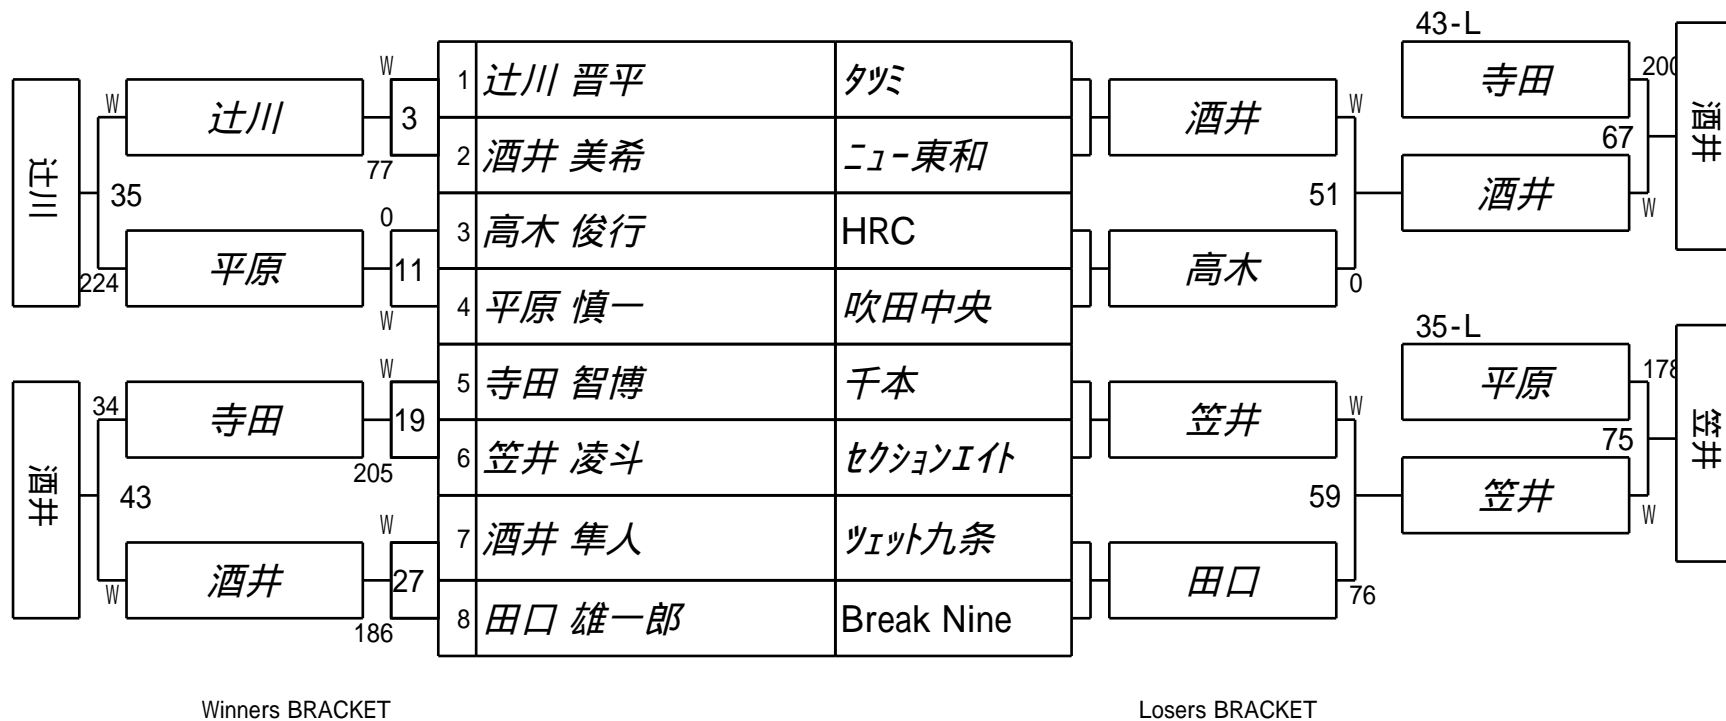 43-L
W
1 辻川 晋平 タツミ
寺田 200
W 辻川 3
酒井 W
酒井
67
77
2 酒井 美希 ニュー東和
辻川
35
51
酒井 W
0
3 高木 俊行 HRC
224 平原 11
高木 0
W
4 平原 慎一 吹田中央
35-L
W
5 寺田 智博 千本
平原 178
34 寺田 19
笠井 W
笠井
75
205
6 笠井 凌斗 セクションエイト
酒井
43
59
笠井 W
W
7 酒井 隼人 ツェット九条
W 酒井 27
田口 76
186
8 田口 雄一郎 Break Nine
Winners BRACKET
Losers BRACKET